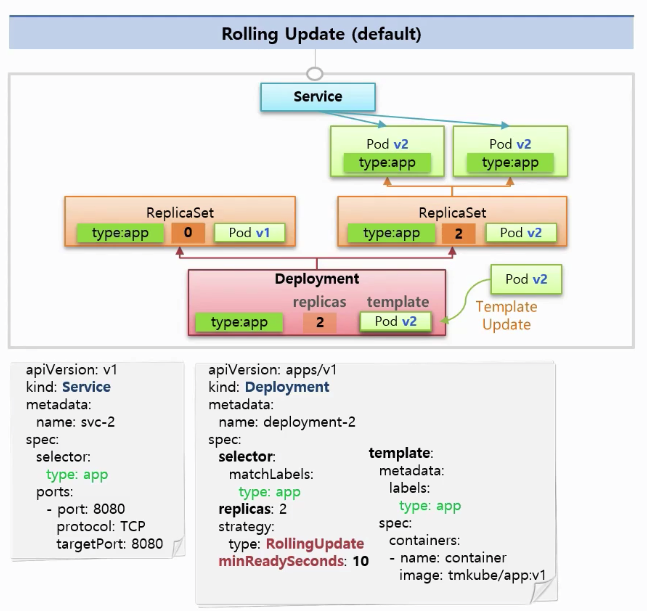 Rolling Update (default)
Service
Pod v2
type:app
Pod v2
type:app
ReplicaSet
type:app 0 Pod v1
ReplicaSet
type:app 2 Pod v2
Deployment
replicas template
type:app 2 Pod v2
Pod v2
Template
Update
apiVersion: v1
kind: Service
metadata:
name: svc-2
spec:
selector:
type: app
ports:
- port: 8080
protocol: TCP
targetPort: 8080
apiVersion: apps/v1
kind: Deployment
metadata:
name: deployment-2
spec:
selector:
matchLabels:
type: app
replicas: 2
strategy:
type: RollingUpdate
minReadySeconds: 10
template:
metadata:
labels:
type: app
spec:
containers:
- name: container
image: tmkube/app:v1